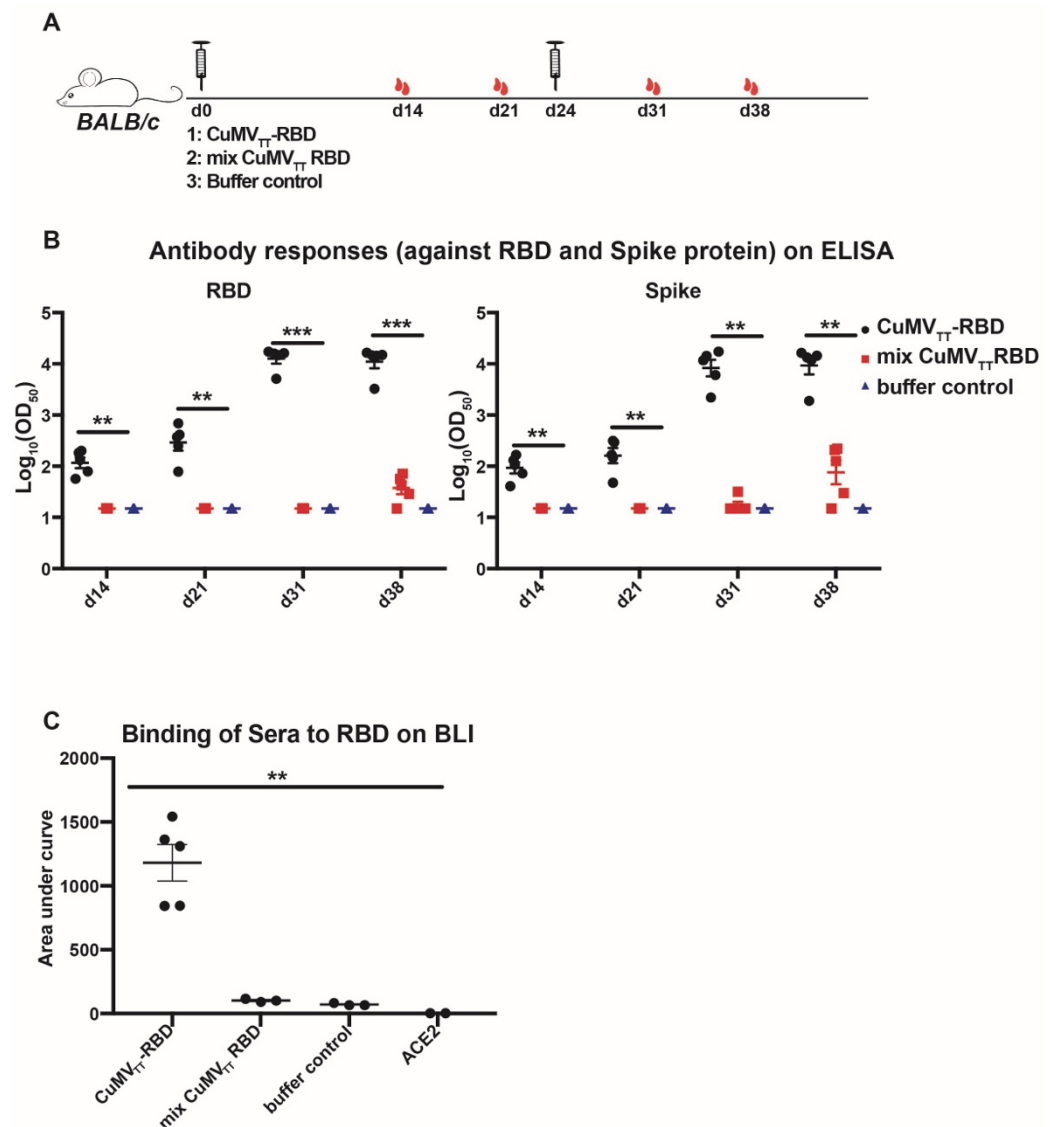 A
BALB/c
d0 d14 d21 d24 d31 d38
1: CuMVTT-RBD
2: mix CuMVTT RBD
3: Buffer control
B
Antibody responses (against RBD and Spike protein) on ELISA
RBD
Log10(OD50)
5
4
3
2
1
0
**
**
***
***
d14 d21 d31 d38
Spike
Log10(OD50)
5
4
3
2
1
0
**
**
**
**
d14 d21 d31 d38
CuMVTT-RBD
mix CuMVTTRBD
buffer control
C
Binding of Sera to RBD on BLI
Area under curve
2000
1500
1000
500
0
**
CuMVTT-RBD
mix CuMVTT RBD
buffer control
ACE2